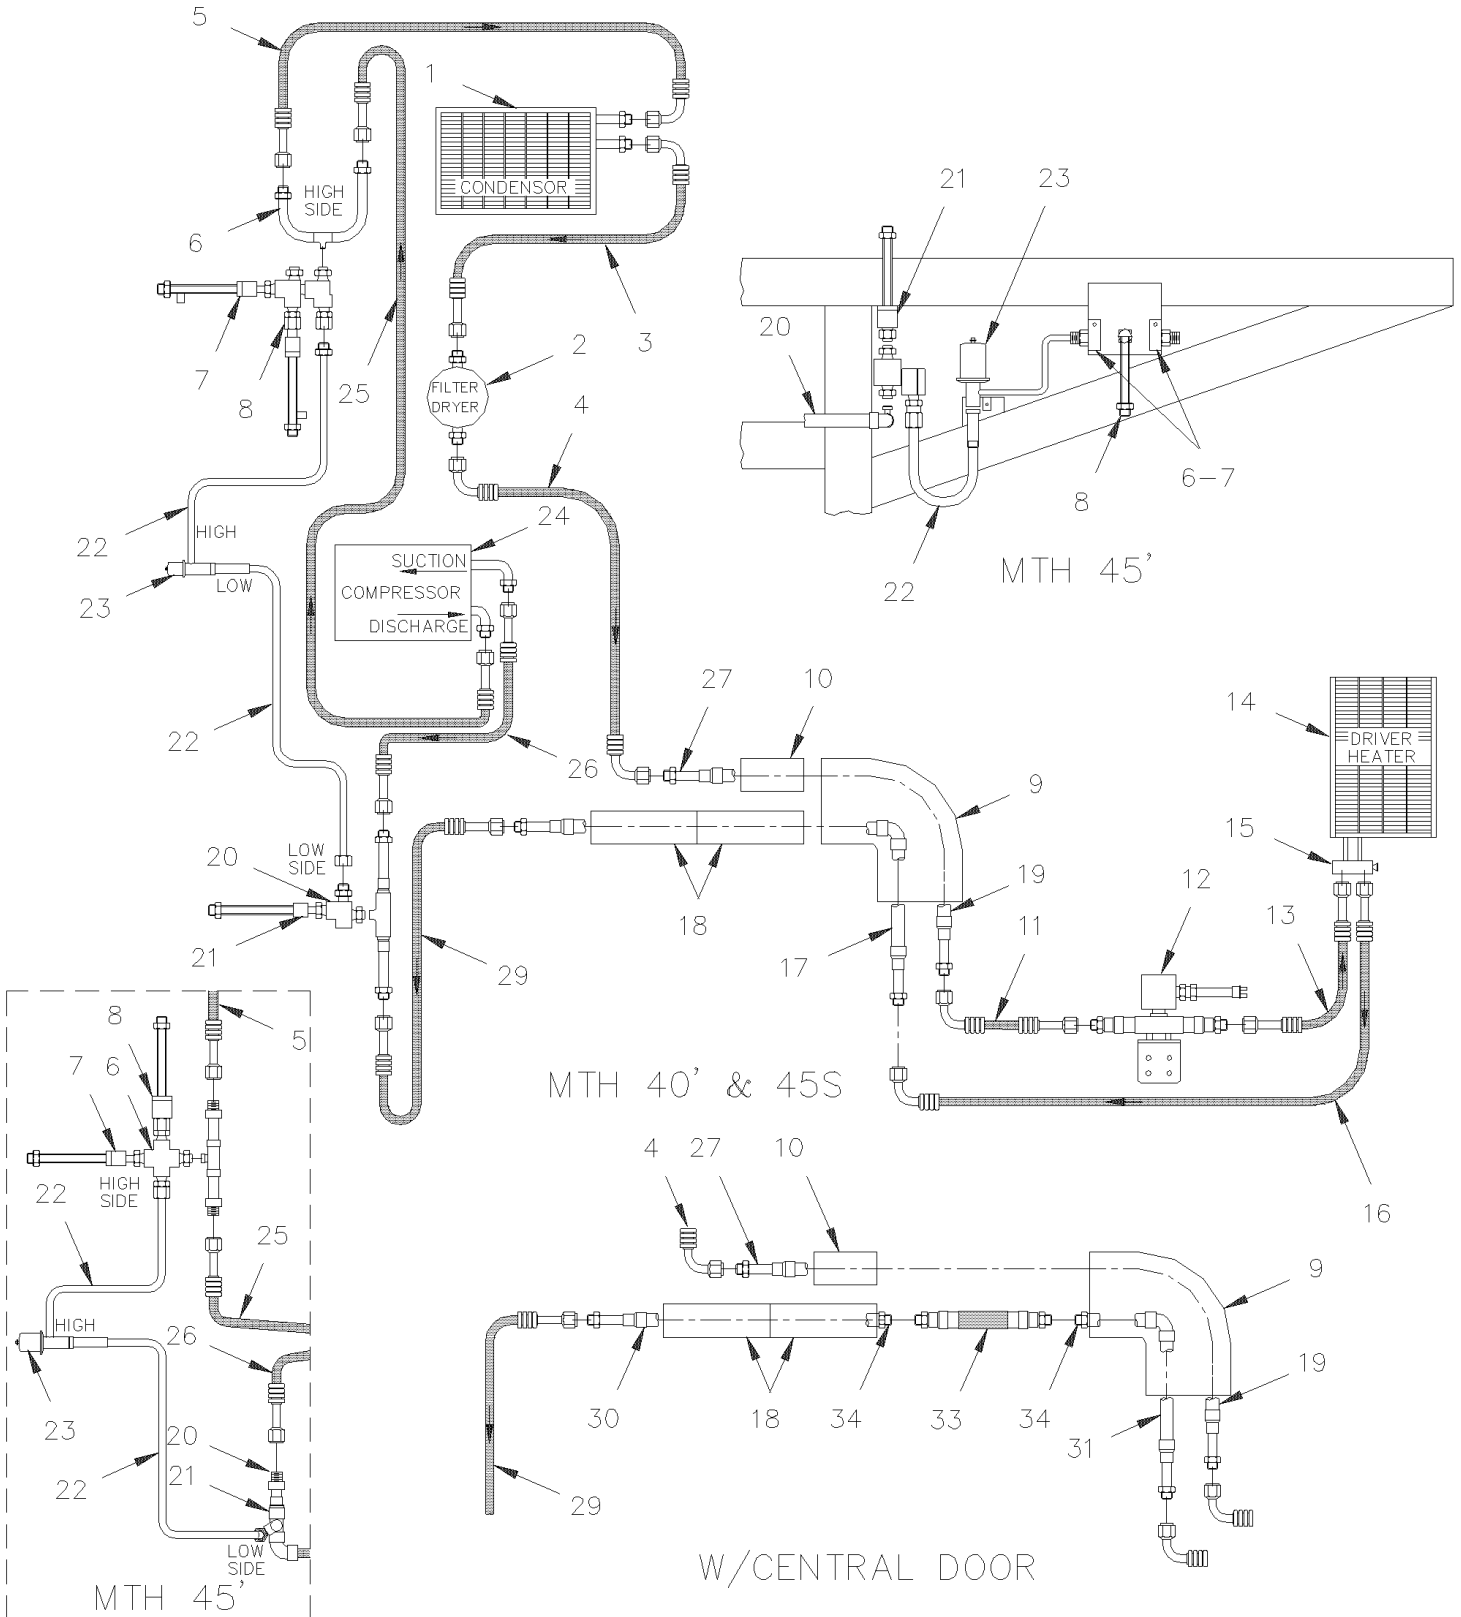 5
1
CONDENSOR
HIGH
SIDE
6
7
8
25
3
2
FILTER
DRYER
4
21
23
20
6-7
8
22
MTH 45'
22
HIGH
LOW
23
24
SUCTION
COMPRESSOR
DISCHARGE
22
26
27
10
9
14
DRIVER
HEATER
15
LOW
SIDE
20
21
18
29
17
19
11
12
13
16
MTH 40' & 45S
8
5
7
6
HIGH
SIDE
22
25
HIGH
26
23
20
22
21
LOW
SIDE
MTH 45'
4
27
10
9
30
18
34
33
34
19
31
29
W/CENTRAL DOOR